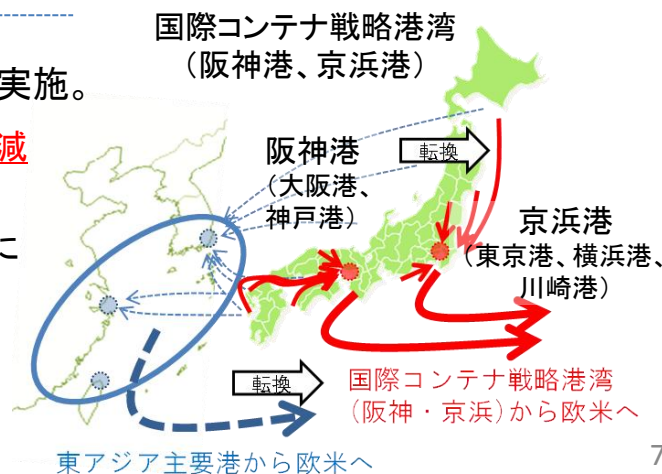 国際コンテナ戦略港湾
（阪神港、京浜港）
実施。
減
に
阪神港
（大阪港、
神戸港）
転換
京浜港
（東京港、横浜港、
川崎港）
転換
国際コンテナ戦略港湾
（阪神・京浜）から欧米へ
東アジア主要港から欧米へ
7